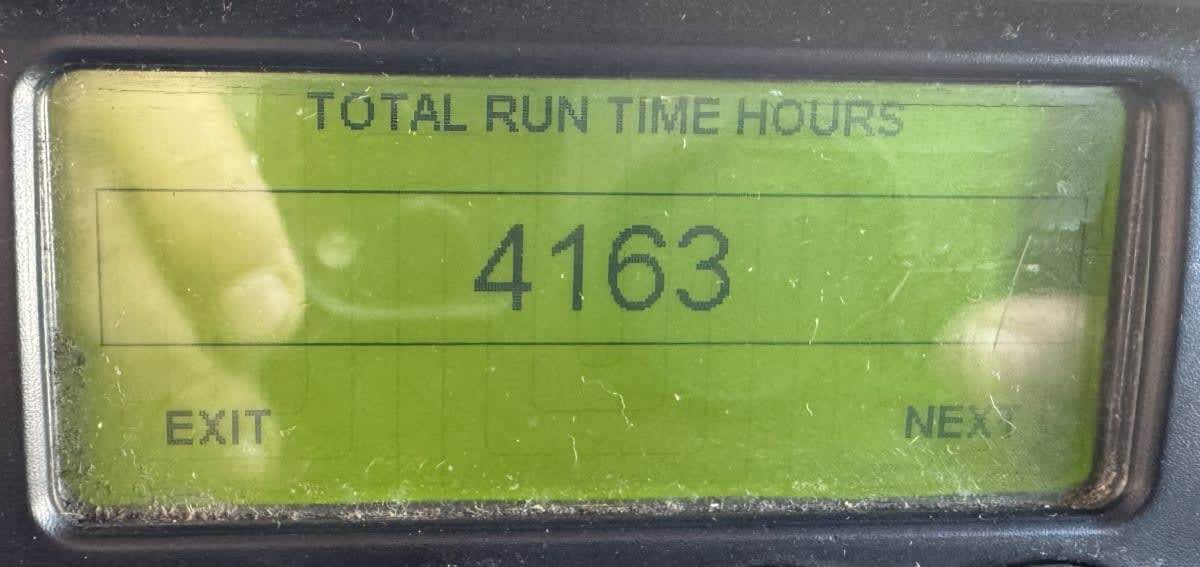 TOTAL RUN TIME HOURS
4163
EXIT NEXT